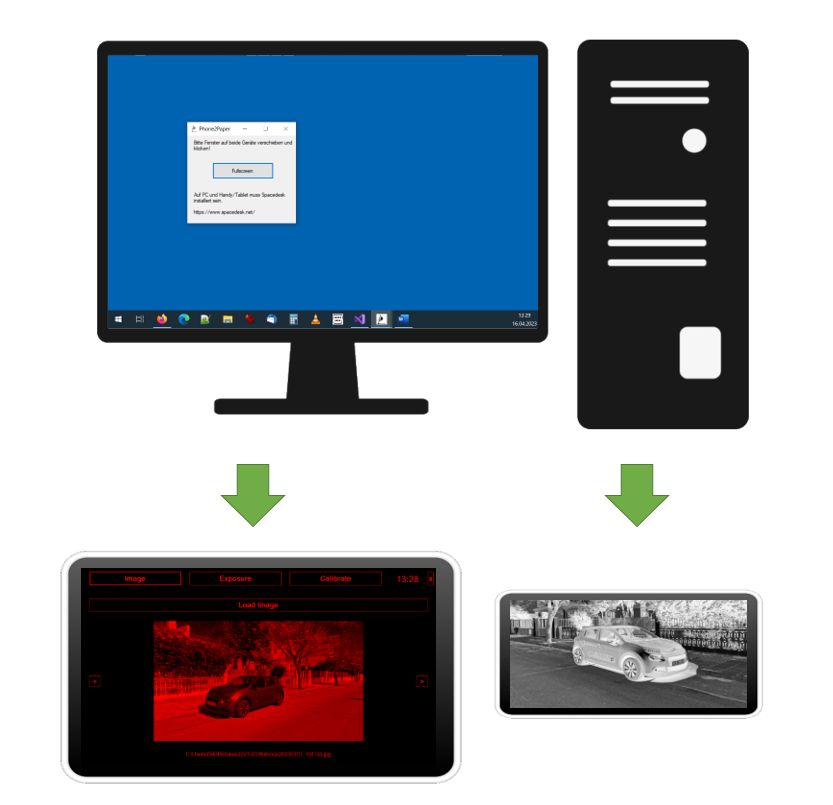 Phone2Paper
Bitte Fenster auf beide Geräte verschieben und
klicken!
Fullscreen
Auf PC und Handy/Tablet muss Spacedesk
installiert sein.
https://www.spacedesk.net/
13:29
16.04.2023
Image Exposure Calibrate 13:28
Load Image
< >